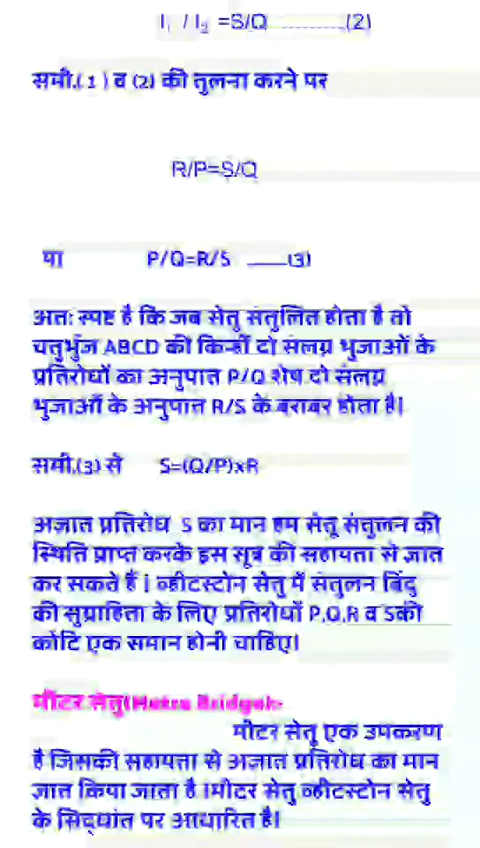 I₁ / I₂ =S/Q ............(2)
समी.(1) व (2) की तुलना करने पर
R/P=S/Q
या P/Q=R/S ......(3)
अतः स्पष्ट है कि जब सेतु संतुलित होता है तो
चतुर्भुज ABCD की किन्हीं दो संलग्न भुजाओं के
प्रतिरोधों का अनुपात P/Q शेष दो संलग्न
भुजाओं के अनुपात R/S के बराबर होता है|
समी.(3) से S=(Q/P)xR
अज्ञात प्रतिरोध S का मान हम सेतू संतुलन की
स्थिति प्राप्त करके इस सूत्र की सहायता से ज्ञात
कर सकते हैं | व्हीटस्टोन सेतु में संतुलन बिंदु
की सुग्राहिता के लिए प्रतिरोधों P,Q,R व Sकी
कोटि एक समान होनी चाहिए।
मीटर सेतु(Metre Bridge):-
मीटर सेतू एक उपकरण
है जिसकी सहायता से अज्ञात प्रतिरोध का मान
ज्ञात किया जाता है ।मीटर सेतु व्हीटस्टोन सेतु
के सिद्धांत पर आधारित है।